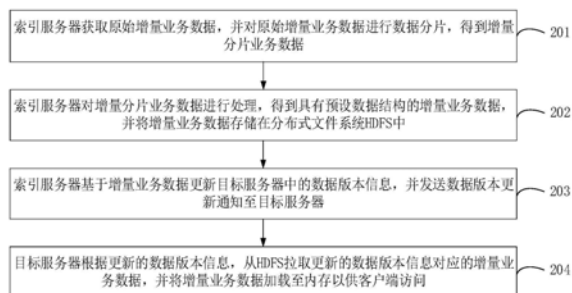 索引服务器获取原始增量业务数据，并对原始增量业务数据进行数据分片，得到增量
分片业务数据
201
索引服务器对增量分片业务数据进行处理，得到具有预设数据结构的增量业务数据，
并将增量业务数据存储在分布式文件系统HDFS中
202
索引服务器基于增量业务数据更新目标服务器中的数据版本信息，并发送数据版本更
新通知至目标服务器
203
目标服务器根据更新的数据版本信息，从HDFS拉取更新的数据版本信息对应的增量业
务数据，并将增量业务数据加载至内存以供客户端访问
204